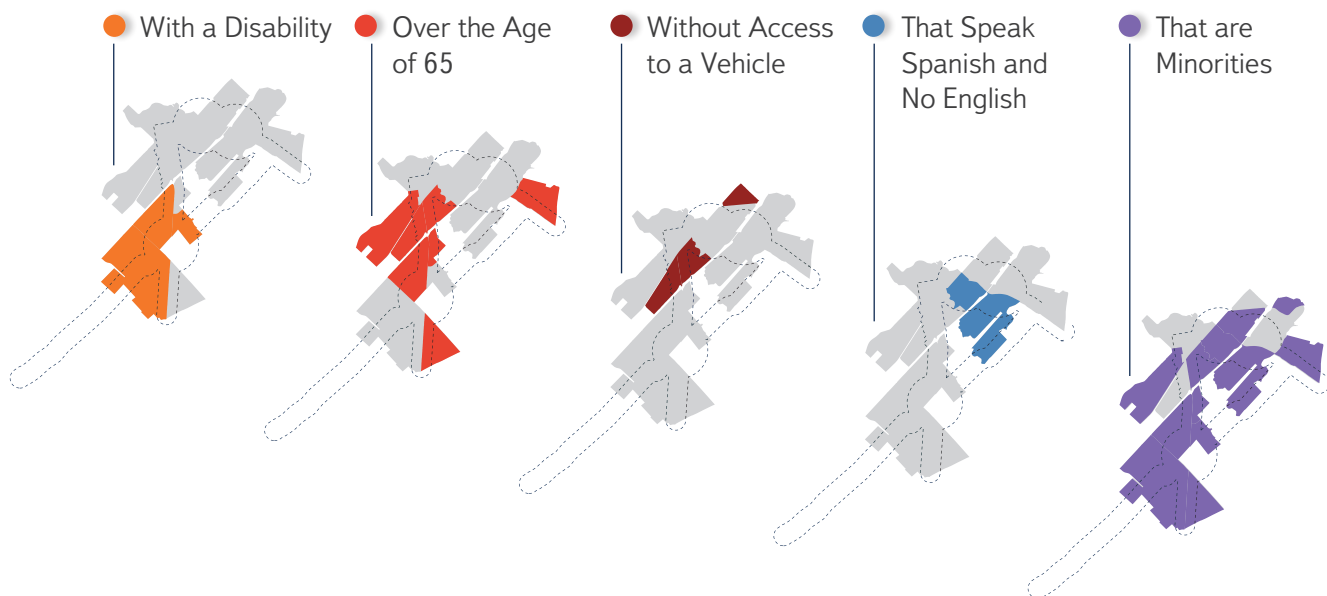 With a Disability
Over the Age
of 65
Without Access
to a Vehicle
That Speak
Spanish and
No English
That are
Minorities